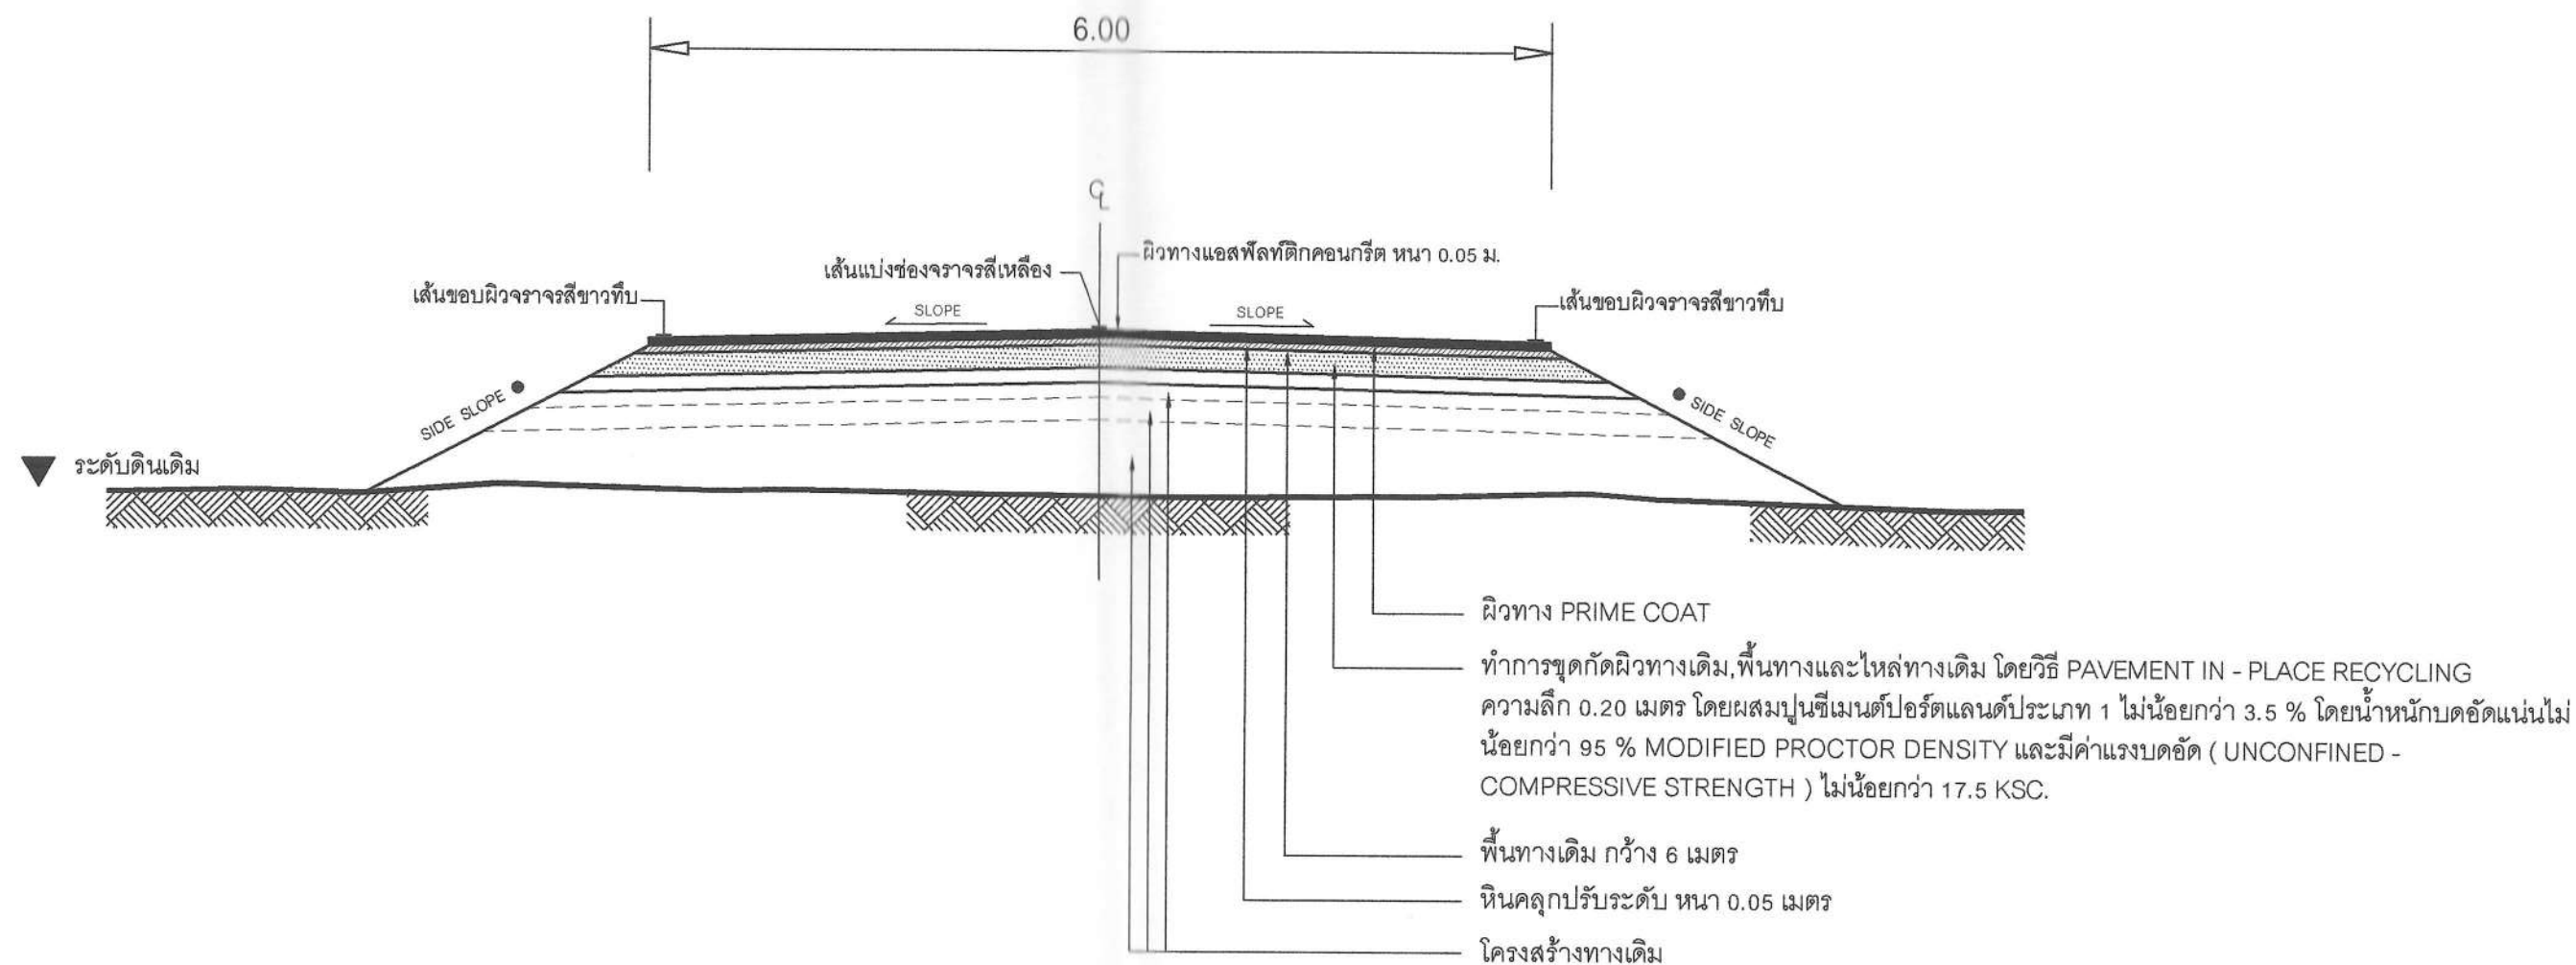 6.00
C L
ผิวทางแอสฟัลท์ติกคอนกรีต หนา 0.05 ม.
เส้นแบ่งช่องจราจรสีเหลือง
เส้นขอบผิวจราจรสีขาวทึบ
เส้นขอบผิวจราจรสีขาวทึบ
SLOPE
SLOPE
SIDE SLOPE
SIDE SLOPE
ระดับดินเดิม
ผิวทาง PRIME COAT
ทำการขุดกัดผิวทางเดิม,พื้นทางและไหล่ทางเดิม โดยวิธี PAVEMENT IN - PLACE RECYCLING
ความลึก 0.20 เมตร โดยผสมปูนซีเมนต์ปอร์ตแลนด์ประเภท 1 ไม่น้อยกว่า 3.5 % โดยน้ำหนักบดอัดแน่นไม่
น้อยกว่า 95 % MODIFIED PROCTOR DENSITY และมีค่าแรงบดอัด ( UNCONFINED -
COMPRESSIVE STRENGTH ) ไม่น้อยกว่า 17.5 KSC.
พื้นทางเดิม กว้าง 6 เมตร
หินคลุกปรับระดับ หนา 0.05 เมตร
โครงสร้างทางเดิม